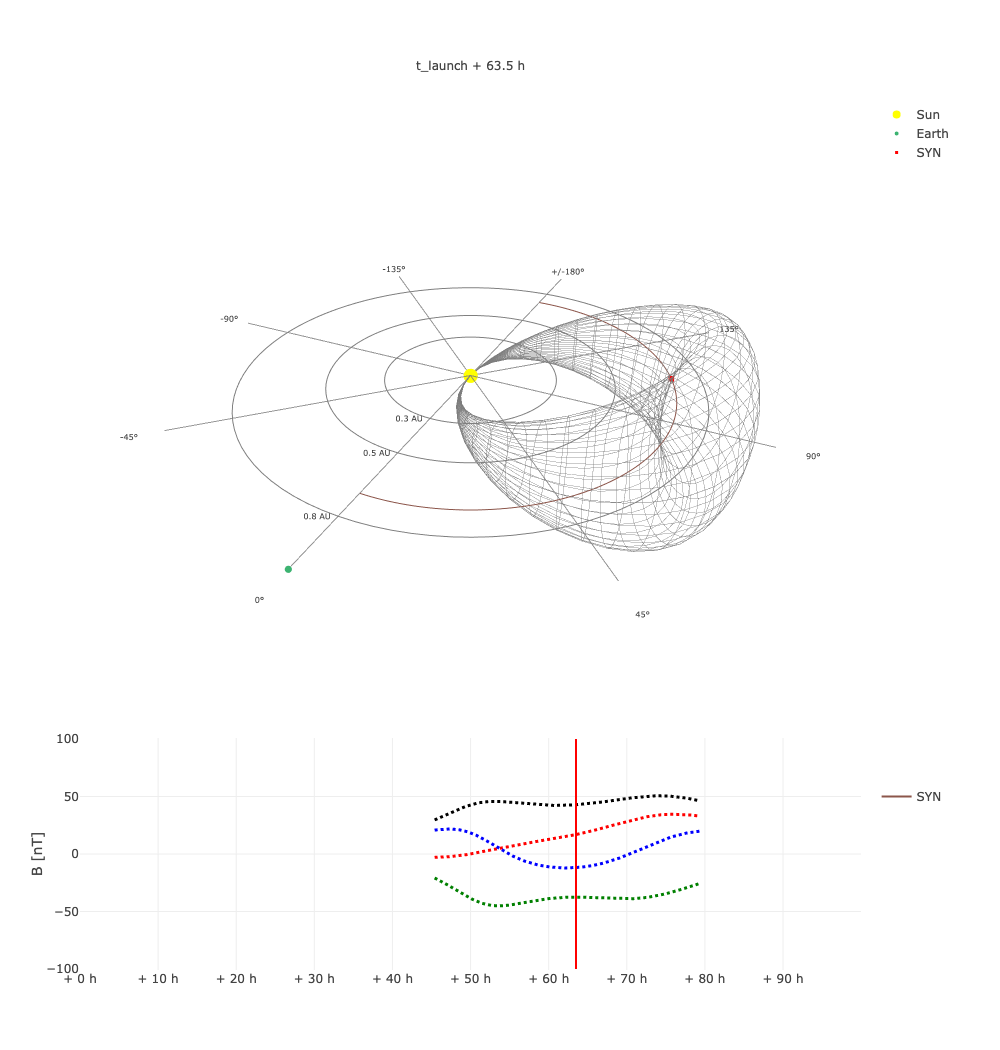 t_launch + 63.5 h
Sun
Earth
SYN
-135°
+/-180°
-90°
135°
0.3 AU
-45°
0.5 AU
90°
0.8 AU
0°
45°
100
50
0
−50
−100
B [nT]
SYN
+ 0 h
+ 10 h
+ 20 h
+ 30 h
+ 40 h
+ 50 h
+ 60 h
+ 70 h
+ 80 h
+ 90 h